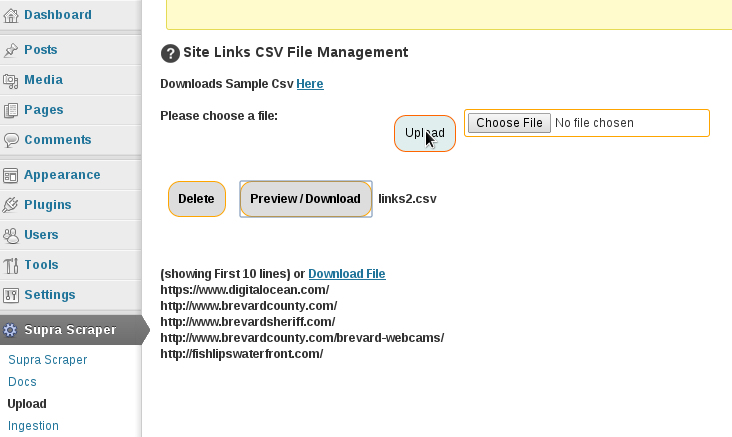 Dashboard
Posts
Media
Pages
Comments
Appearance
Plugins
Users
Tools
Settings
Supra Scraper
Supra Scraper
Docs
Upload
Ingestion
? Site Links CSV File Management
Downloads Sample Csv Here
Please choose a file:
Upload
Choose File No file chosen
Delete Preview / Download links2.csv
(showing First 10 lines) or Download File
https://www.digitalocean.com/
http://www.brevardcounty.com/
http://www.brevardsheriff.com/
http://www.brevardcounty.com/brevard-webcams/
http://fishlipswaterfront.com/